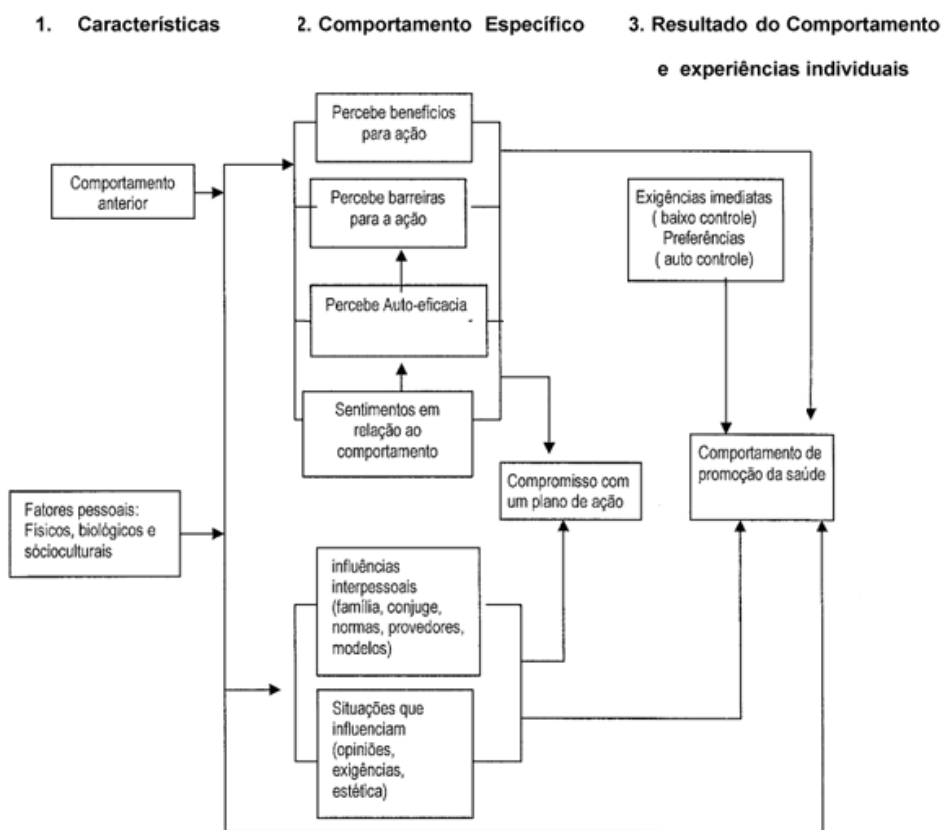 1. Características
2. Comportamento Específico
3. Resultado do Comportamento
e experiências individuais
Comportamento
anterior
Fatores pessoais:
Físicos, biológicos e
sócioculturais
Percebe benefícios
para ação
Percebe barreiras
para a ação
Percebe Auto-eficacia
Sentimentos em
relação ao
comportamento
influências
interpessoais
(família, conjuge,
normas, provedores,
modelos)
Situações que
influenciam
(opiniões,
exigências,
estética)
Compromisso com
um plano de ação
Exigências imediatas
( baixo controle)
Preferências
( auto controle)
Comportamento de
promoção da saúde